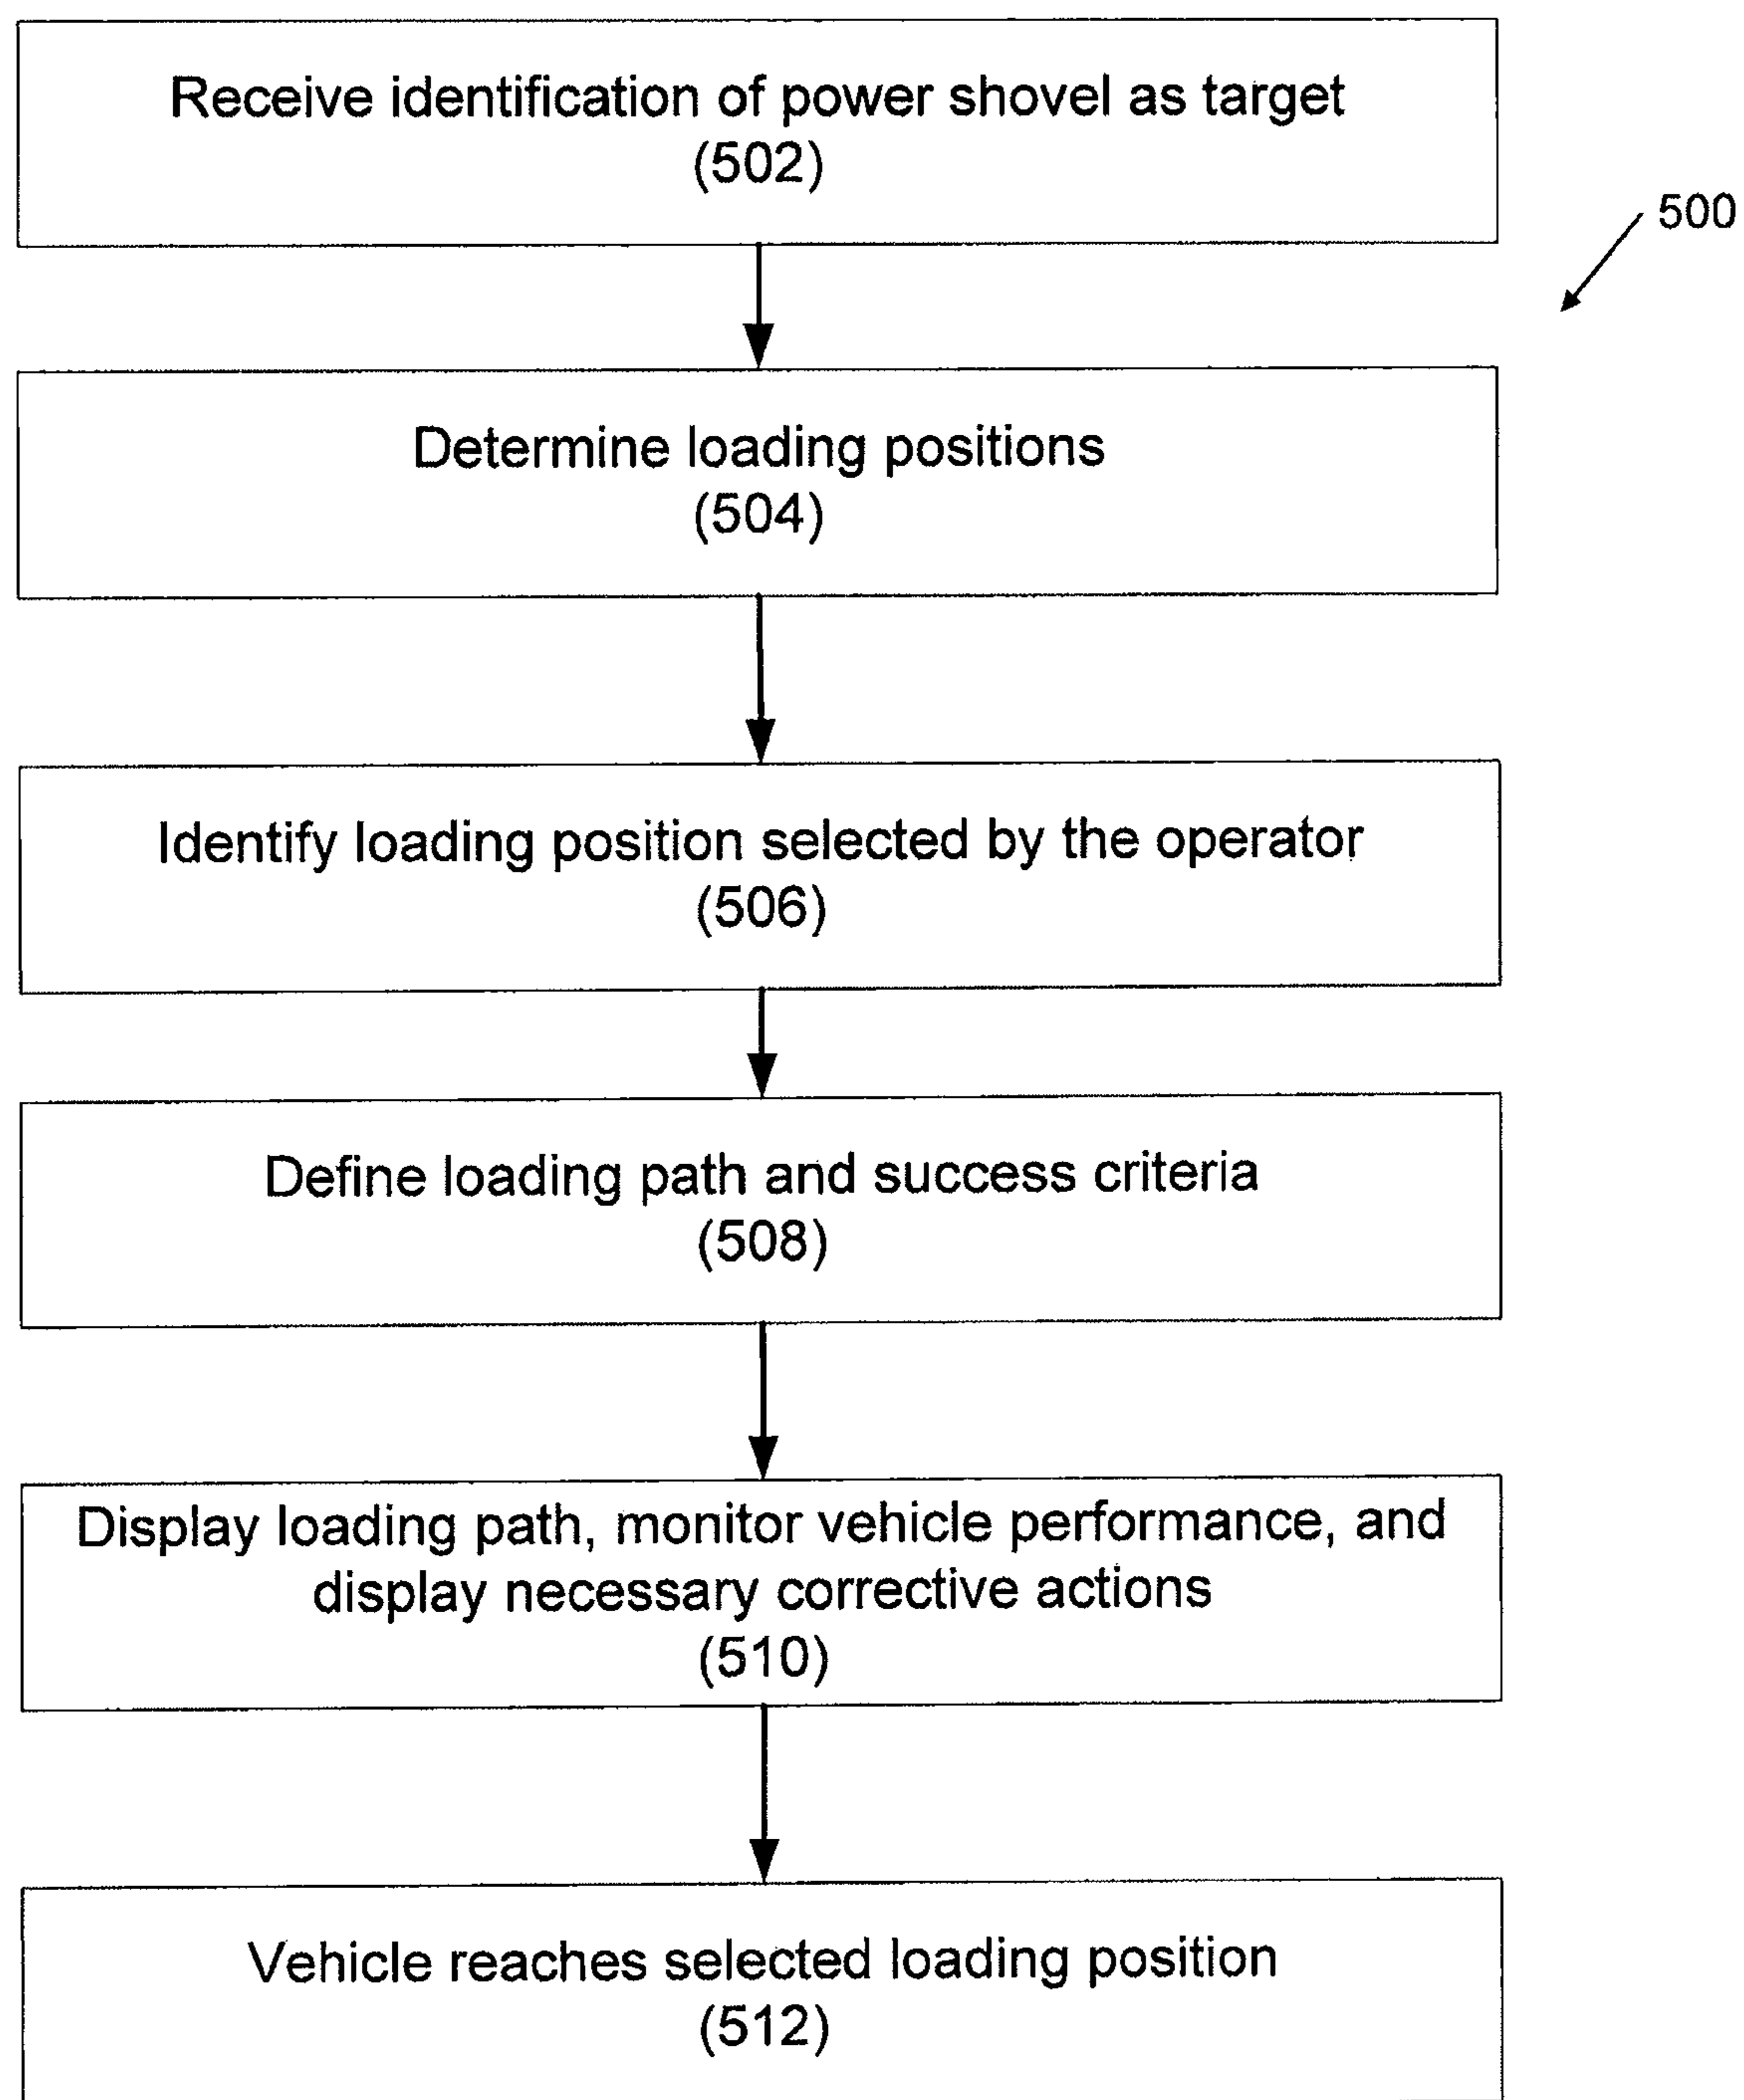 Receive identification of power shovel as target
(502)
500
Determine loading positions
(504)
Identify loading position selected by the operator
(506)
Define loading path and success criteria
(508)
Display loading path, monitor vehicle performance, and
display necessary corrective actions
(510)
Vehicle reaches selected loading position
(512)